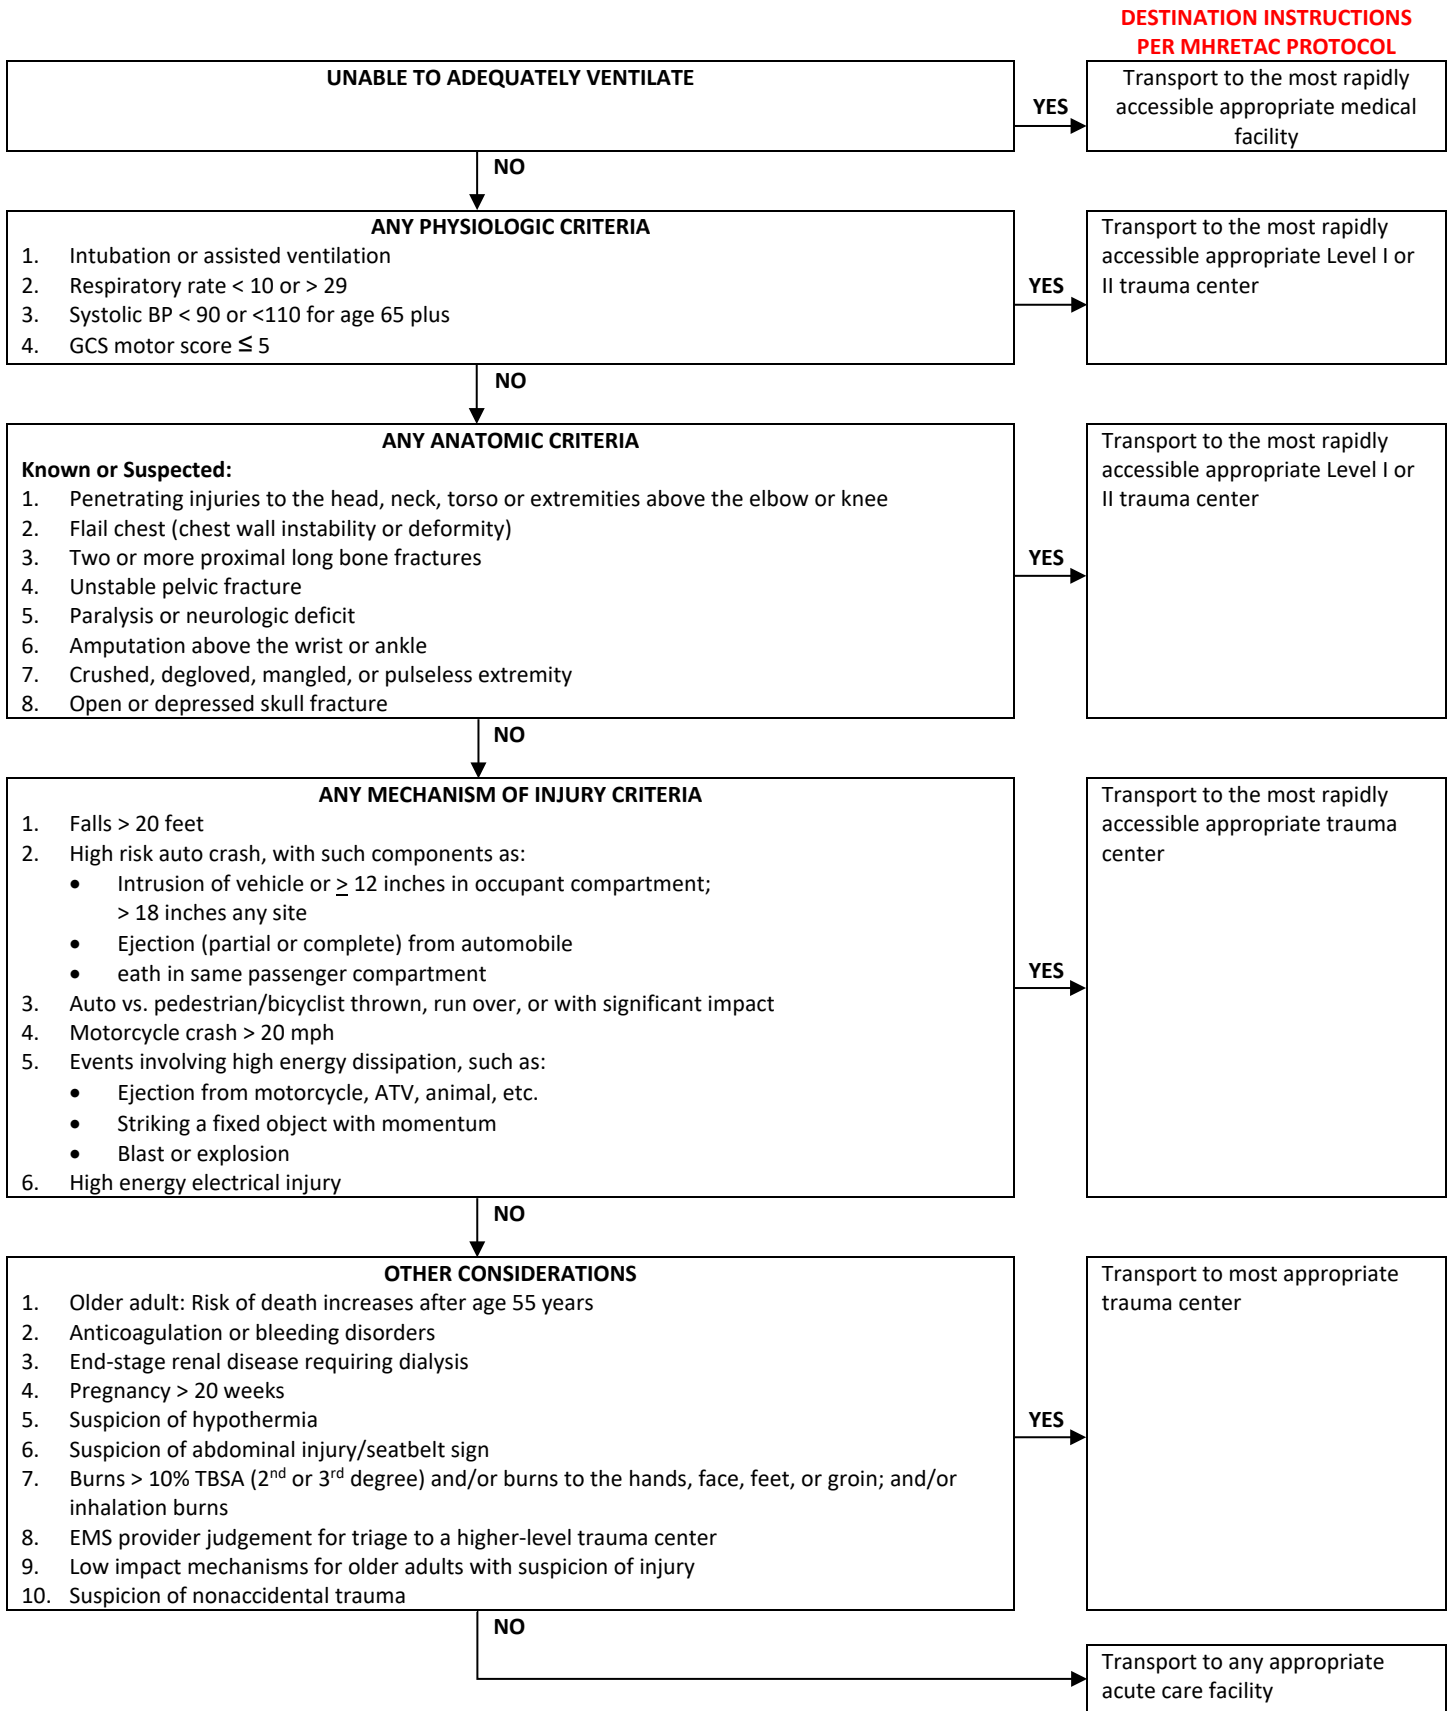 DESTINATION INSTRUCTIONS
PER MHRETAC PROTOCOL
UNABLE TO ADEQUATELY VENTILATE
YES
Transport to the most rapidly
accessible appropriate medical
facility
NO
ANY PHYSIOLOGIC CRITERIA
1. Intubation or assisted ventilation
2. Respiratory rate < 10 or > 29
3. Systolic BP < 90 or <110 for age 65 plus
4. GCS motor score ≤ 5
YES
Transport to the most rapidly
accessible appropriate Level I or
II trauma center
NO
ANY ANATOMIC CRITERIA
Known or Suspected:
1. Penetrating injuries to the head, neck, torso or extremities above the elbow or knee
2. Flail chest (chest wall instability or deformity)
3. Two or more proximal long bone fractures
4. Unstable pelvic fracture
5. Paralysis or neurologic deficit
6. Amputation above the wrist or ankle
7. Crushed, degloved, mangled, or pulseless extremity
8. Open or depressed skull fracture
YES
Transport to the most rapidly
accessible appropriate Level I or
II trauma center
NO
ANY MECHANISM OF INJURY CRITERIA
1. Falls > 20 feet
2. High risk auto crash, with such components as:
• Intrusion of vehicle or ≥ 12 inches in occupant compartment;
> 18 inches any site
• Ejection (partial or complete) from automobile
• eath in same passenger compartment
3. Auto vs. pedestrian/bicyclist thrown, run over, or with significant impact
4. Motorcycle crash > 20 mph
5. Events involving high energy dissipation, such as:
• Ejection from motorcycle, ATV, animal, etc.
• Striking a fixed object with momentum
• Blast or explosion
6. High energy electrical injury
YES
Transport to the most rapidly
accessible appropriate trauma
center
NO
OTHER CONSIDERATIONS
1. Older adult: Risk of death increases after age 55 years
2. Anticoagulation or bleeding disorders
3. End-stage renal disease requiring dialysis
4. Pregnancy > 20 weeks
5. Suspicion of hypothermia
6. Suspicion of abdominal injury/seatbelt sign
7. Burns > 10% TBSA (2nd or 3rd degree) and/or burns to the hands, face, feet, or groin; and/or
inhalation burns
8. EMS provider judgement for triage to a higher-level trauma center
9. Low impact mechanisms for older adults with suspicion of injury
10. Suspicion of nonaccidental trauma
YES
Transport to most appropriate
trauma center
NO
Transport to any appropriate
acute care facility